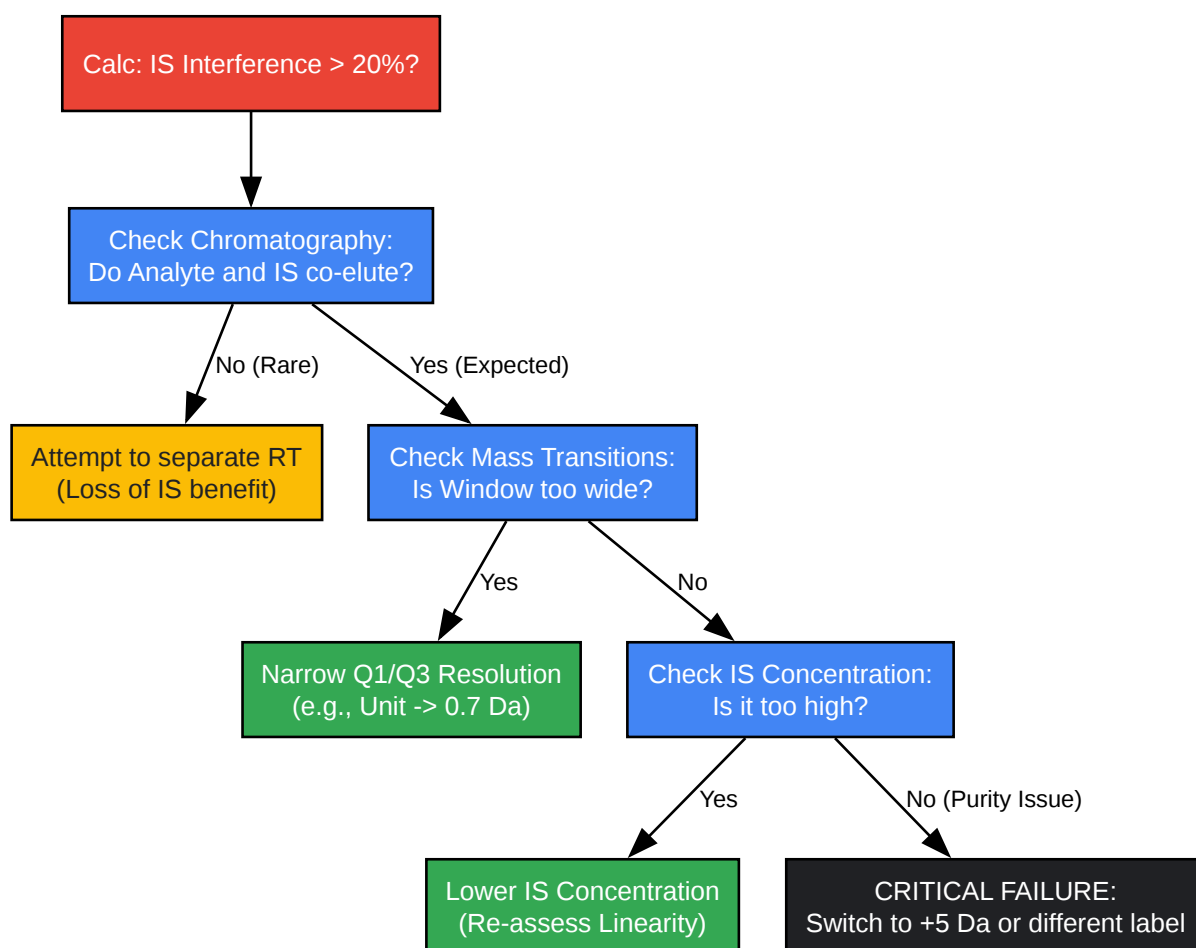 Calc: IS Interference > 20%?
Check Chromatography:
Do Analyte and IS co-elute?
No (Rare)
Yes (Expected)
Attempt to separate RT
(Loss of IS benefit)
Check Mass Transitions:
Is Window too wide?
Yes
No
Narrow Q1/Q3 Resolution
(e.g., Unit -> 0.7 Da)
Check IS Concentration:
Is it too high?
Yes
No (Purity Issue)
Lower IS Concentration
(Re-assess Linearity)
CRITICAL FAILURE:
Switch to +5 Da or different label